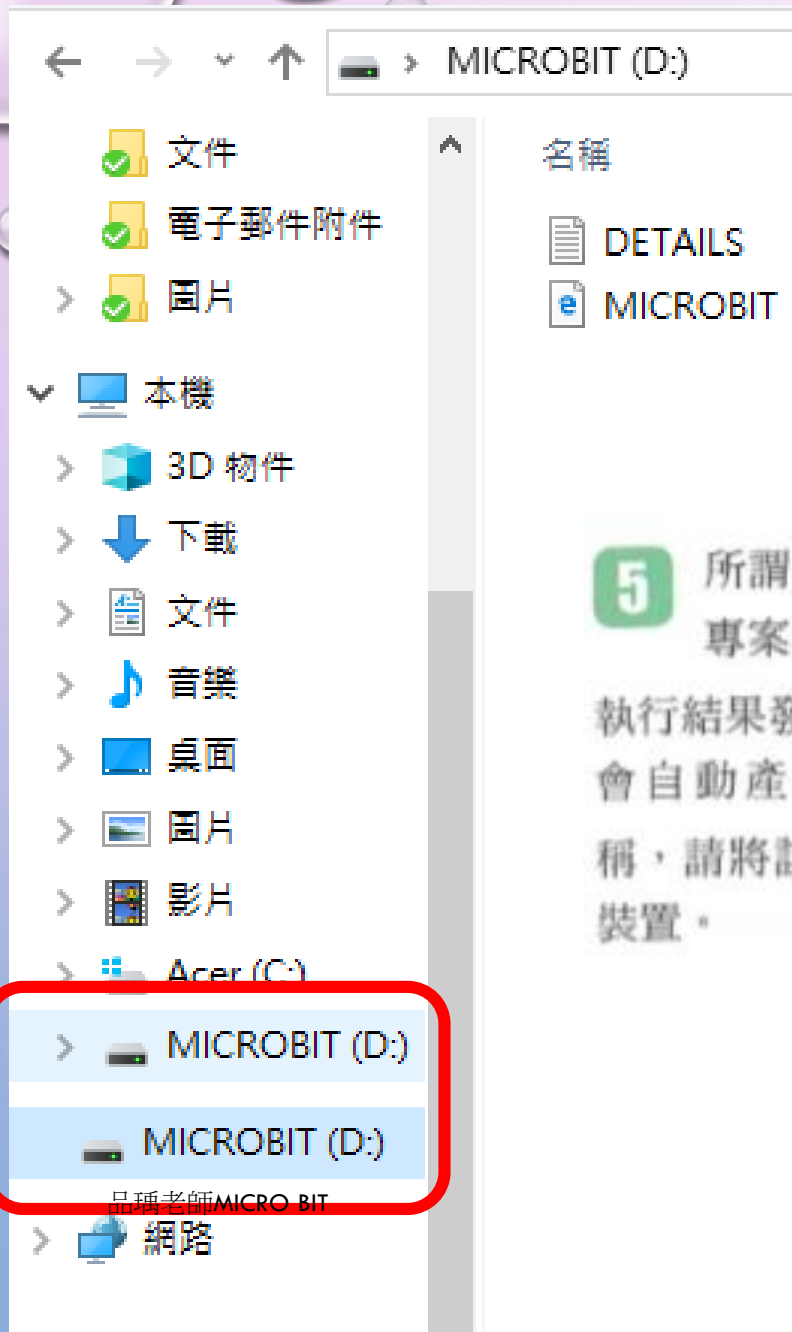 MICROBIT (D:)
文件
電子郵件附件
圖片
本機
3D 物件
下載
文件
音樂
桌面
圖片
影片
Acer (C:)
MICROBIT (D:)
MICROBIT (D:)
品瑀老師MICRO BIT
網路
名稱
DETAILS
MICROBIT
5 所謂
專案
執行結果發
會自動產
稱，請將該
裝置。